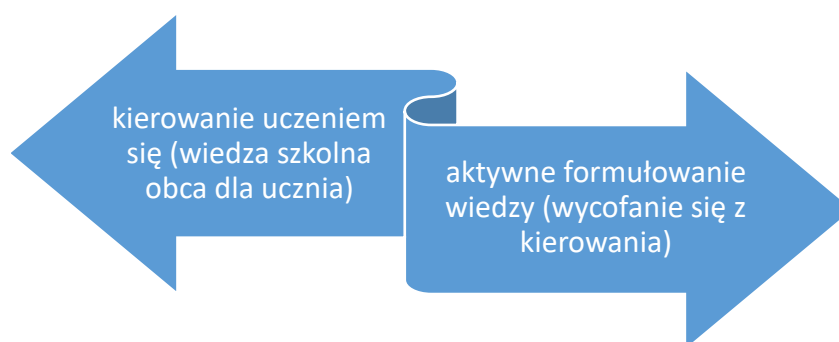 kierowanie uczeniem
się (wiedza szkolna
obca dla ucznia)
aktywne formułowanie
wiedzy (wycofanie się z
kierowania)